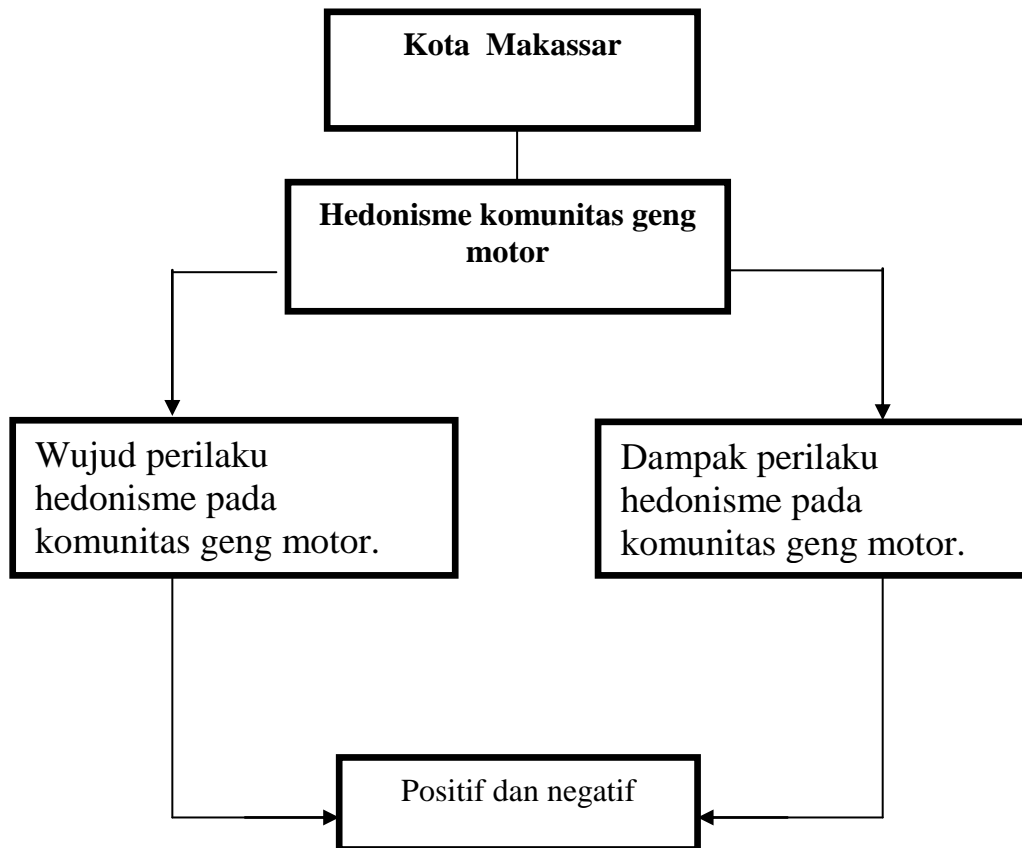 Kota Makassar
Hedonisme komunitas geng
motor
Wujud perilaku
hedonisme pada
komunitas geng motor.
Dampak perilaku
hedonisme pada
komunitas geng motor.
Positif dan negatif